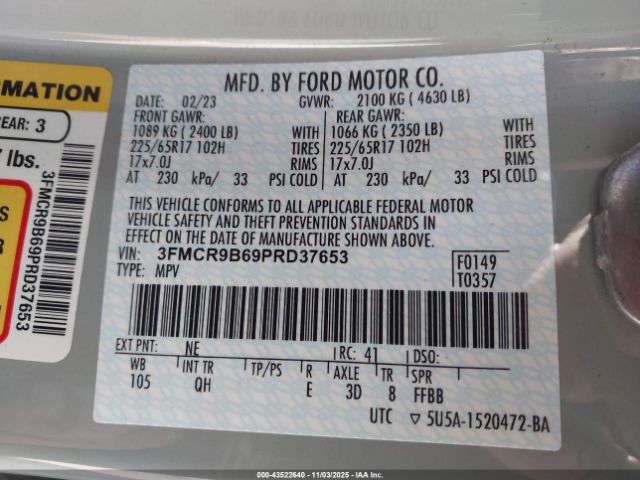 MFD. BY FORD MOTOR CO.
DATE: 02/23 GVWR: 2100 KG ( 4630 LB)
FRONT GAWR: REAR GAWR:
1089 KG ( 2400 LB) WITH 1066 KG ( 2350 LB) WITH
225/65R17 102H TIRES 225/65R17 102H TIRES
17x7.0J RIMS 17x7.0J RIMS
AT 230 kPa/ 33 PSI COLD AT 230 kPa/ 33 PSI COLD
THIS VEHICLE CONFORMS TO ALL APPLICABLE FEDERAL MOTOR
VEHICLE SAFETY AND THEFT PREVENTION STANDARDS IN
EFFECT ON THE DATE OF MANUFACTURE SHOWN ABOVE.
VIN: 3FMCR9B69PRD37653
TYPE: MPV
F0149
T0357
EXT PNT: NE RC: 41 DSO:
WB INT TR TP/PS R AXLE TR SPR
105 QH E 3D 8 FFBB
UTC ▽ 5U5A-1520472-BA
ORMATION
REAR: 3
lbs.
3FMCR9B69PRD37653
00-43522640 - 11/03/2025 - IAA Inc.